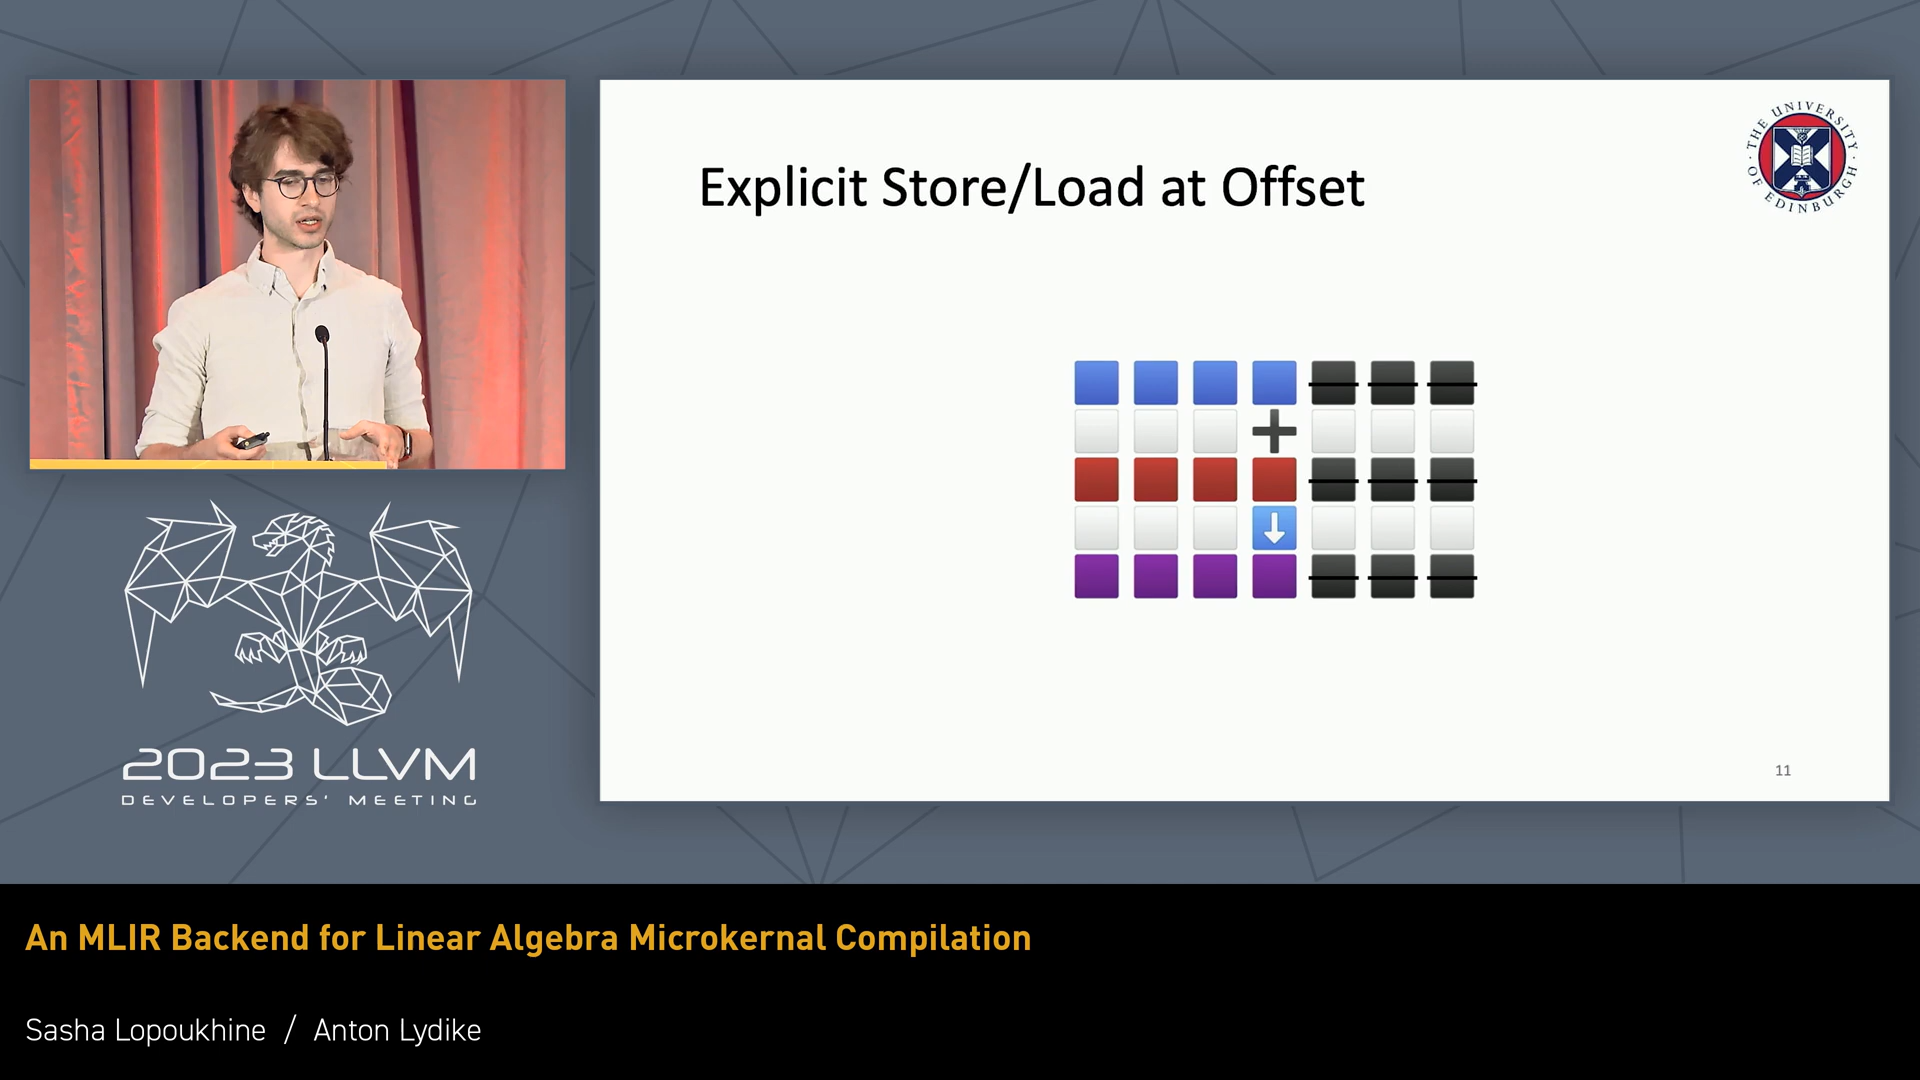 Explicit Store/Load at Offset
THE UNIVERSITY
OF EDINBURGH
11
2023 LLVM
DEVELOPERS' MEETING
An MLIR Backend for Linear Algebra Microkernal Compilation
Sasha Lopoukhine / Anton Lydike